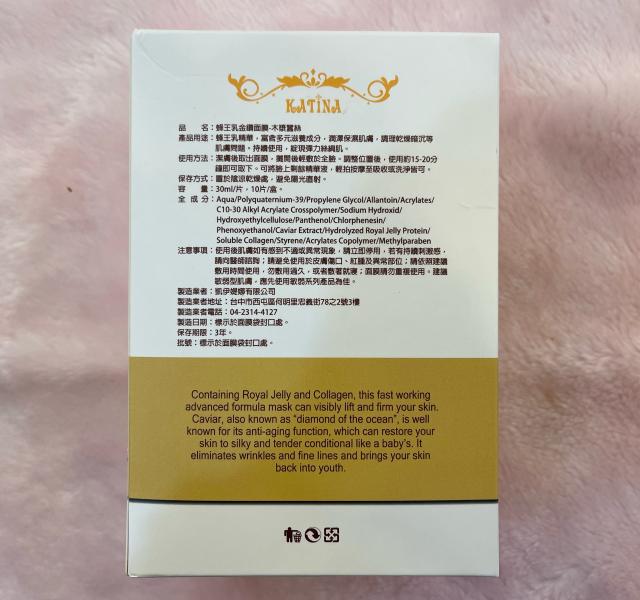 KATINA
品　　名：蜂王乳金鑽面膜-木漿蠶絲
產品用途：蜂王乳精華，富含多元滋養成分，潤澤保濕肌膚，調理乾燥暗沉等
肌膚問題。持續使用，綻現彈力絲綢肌。
使用方法：潔膚後取出面膜，攤開後輕敷於全臉。調整位置後，使用約15-20分
鐘即可取下。可將臉上剩餘精華液，輕拍按摩至吸收或洗淨皆可。
保存方式：置於陰涼乾燥處，避免陽光直射。
容　　量：30ml/片，10片/盒。
全 成 分：Aqua/Polyquaternium-39/Propylene Glycol/Allantoin/Acrylates/
C10-30 Alkyl Acrylate Crosspolymer/Sodium Hydroxid/
Hydroxyethylcellulose/Panthenol/Chlorphenesin/
Phenoxyethanol/Caviar Extract/Hydrolyzed Royal Jelly Protein/
Soluble Collagen/Styrene/Acrylates Copolymer/Methylparaben
注意事項：使用後肌膚如有感到不適或異常現象，請立即停用，若有持續刺激感，
請向醫師諮詢；請避免使用於皮膚傷口、紅腫及異常部位；請依照建議
敷用時間使用，勿敷用過久，或者敷著就寢；面膜請勿重複使用。建議
敏弱型肌膚，應先使用敏弱系列產品為佳。
製造業者：凱伊緹娜有限公司
製造業者地址：台中市西屯區何明里忠義街78之2號3樓
製造業者電話：04-2314-4127
製造日期：標示於面膜袋封口處。
保存期限：3年。
批號：標示於面膜袋封口處。
Containing Royal Jelly and Collagen, this fast working
advanced formula mask can visibly lift and firm your skin.
Caviar, also known as “diamond of the ocean”, is well
known for its anti-aging function, which can restore your
skin to silky and tender conditional like a baby's. It
eliminates wrinkles and fine lines and brings your skin
back into youth.